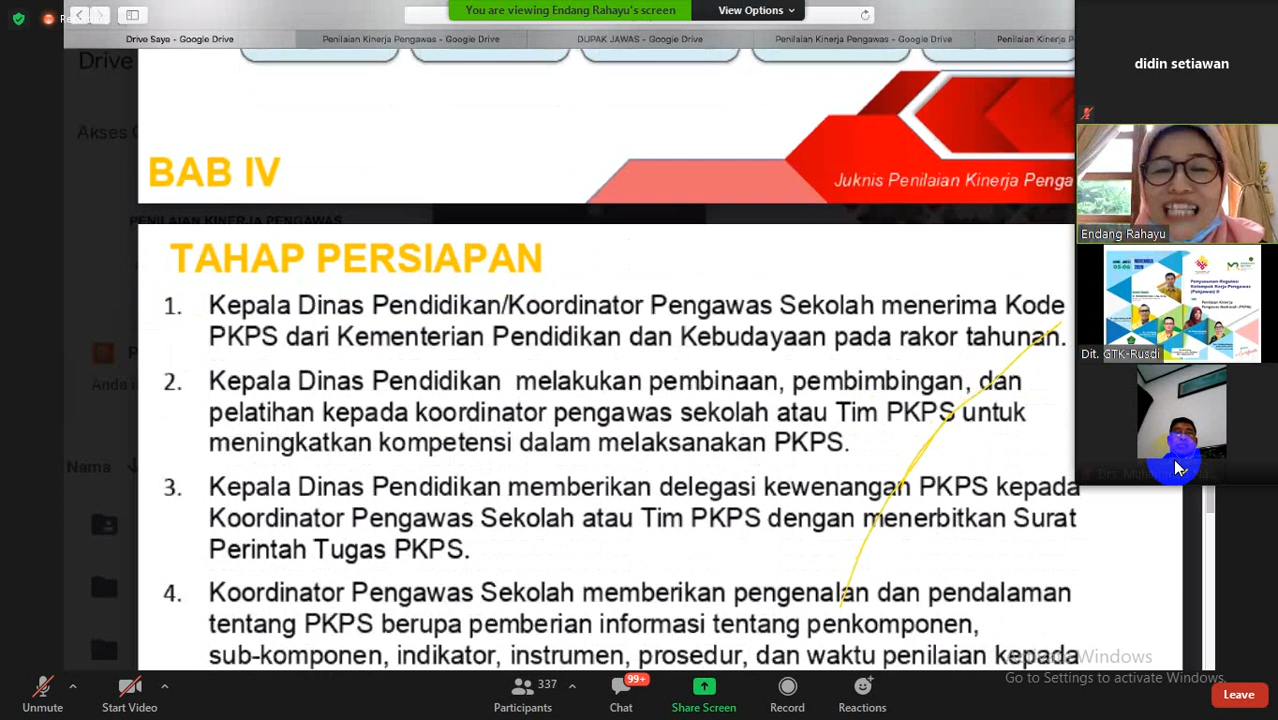 You are viewing Endang Rahayu's screen
View Options
Drive Saya - Google Drive
Penilaian Kinerja Pengawas - Google Drive
DUPAK JAWAS - Google Drive
Penilaian Kinerja Pengawas - Google Drive
Drive
BAB IV
PENILAIAN KINERJA PENGAWAS
TAHAP PERSIAPAN
1. Kepala Dinas Pendidikan/Koordinator Pengawas Sekolah menerima Kode
PKPS dari Kementerian Pendidikan dan Kebudayaan pada rakor tahunan.
2. Kepala Dinas Pendidikan melakukan pembinaan, pembimbingan, dan
pelatihan kepada koordinator pengawas sekolah atau Tim PKPS untuk
meningkatkan kompetensi dalam melaksanakan PKPS.
3. Kepala Dinas Pendidikan memberikan delegasi kewenangan PKPS kepada
Koordinator Pengawas Sekolah atau Tim PKPS dengan menerbitkan Surat
Perintah Tugas PKPS.
4. Koordinator Pengawas Sekolah memberikan pengenalan dan pendalaman
tentang PKPS berupa pemberian informasi tentang penkomponen,
sub-komponen, indikator, instrumen, prosedur, dan waktu penilaian kepada
Juknis Penilaian Kinerja Penga
Nama
didin setiawan
Endang Rahayu
Dit. GTK-Rusdi
Activate Windows
Go to Settings to activate Windows.
Unmute
Start Video
337
Participants
99+
Chat
Share Screen
Record
Reactions
Leave